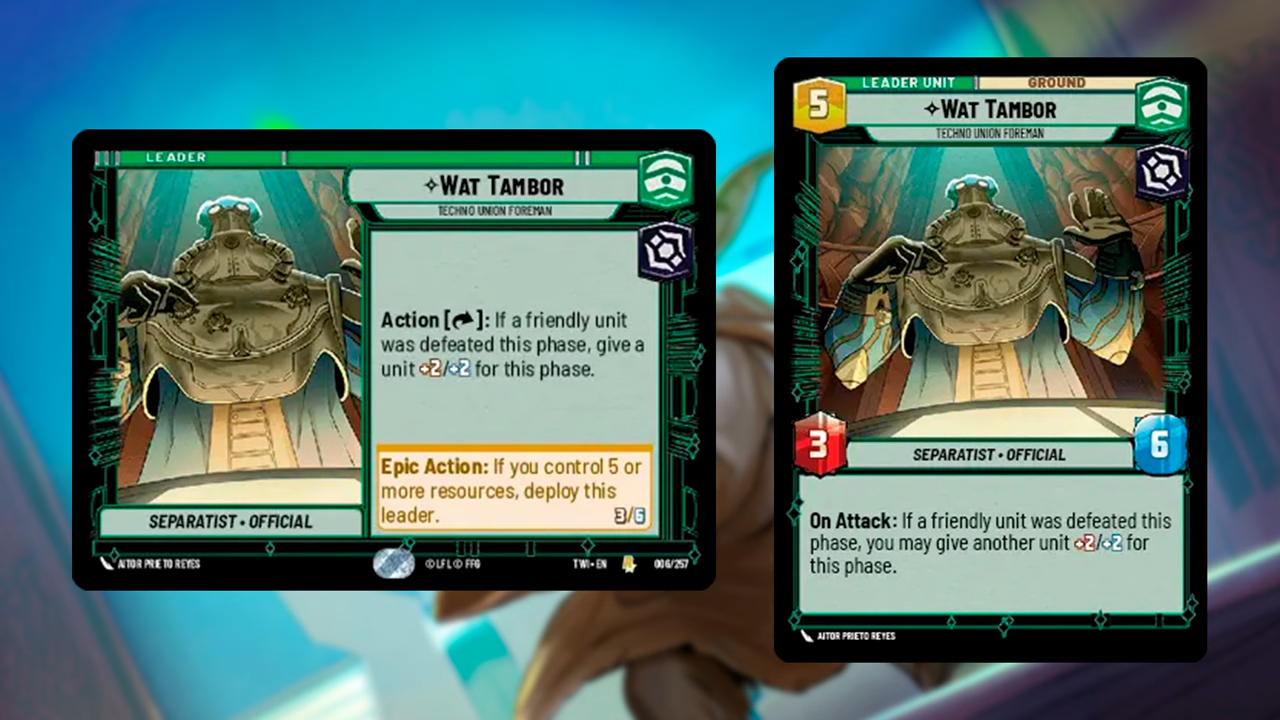 LEADER
WAT TAMBOR
TECHNO UNION FOREMAN
Action [ ]: If a friendly unit
was defeated this phase, give a
unit +2/+2 for this phase.
Epic Action: If you control 5 or
more resources, deploy this
leader.
3/6
SEPARATIST • OFFICIAL
AITOR PRIETO REYES
© LFL © FFG
TWI • EN
006/257
LEADER UNIT
GROUND
5
WAT TAMBOR
TECHNO UNION FOREMAN
3
6
SEPARATIST • OFFICIAL
On Attack: If a friendly unit was defeated this
phase, you may give another unit +2/+2 for
this phase.
AITOR PRIETO REYES